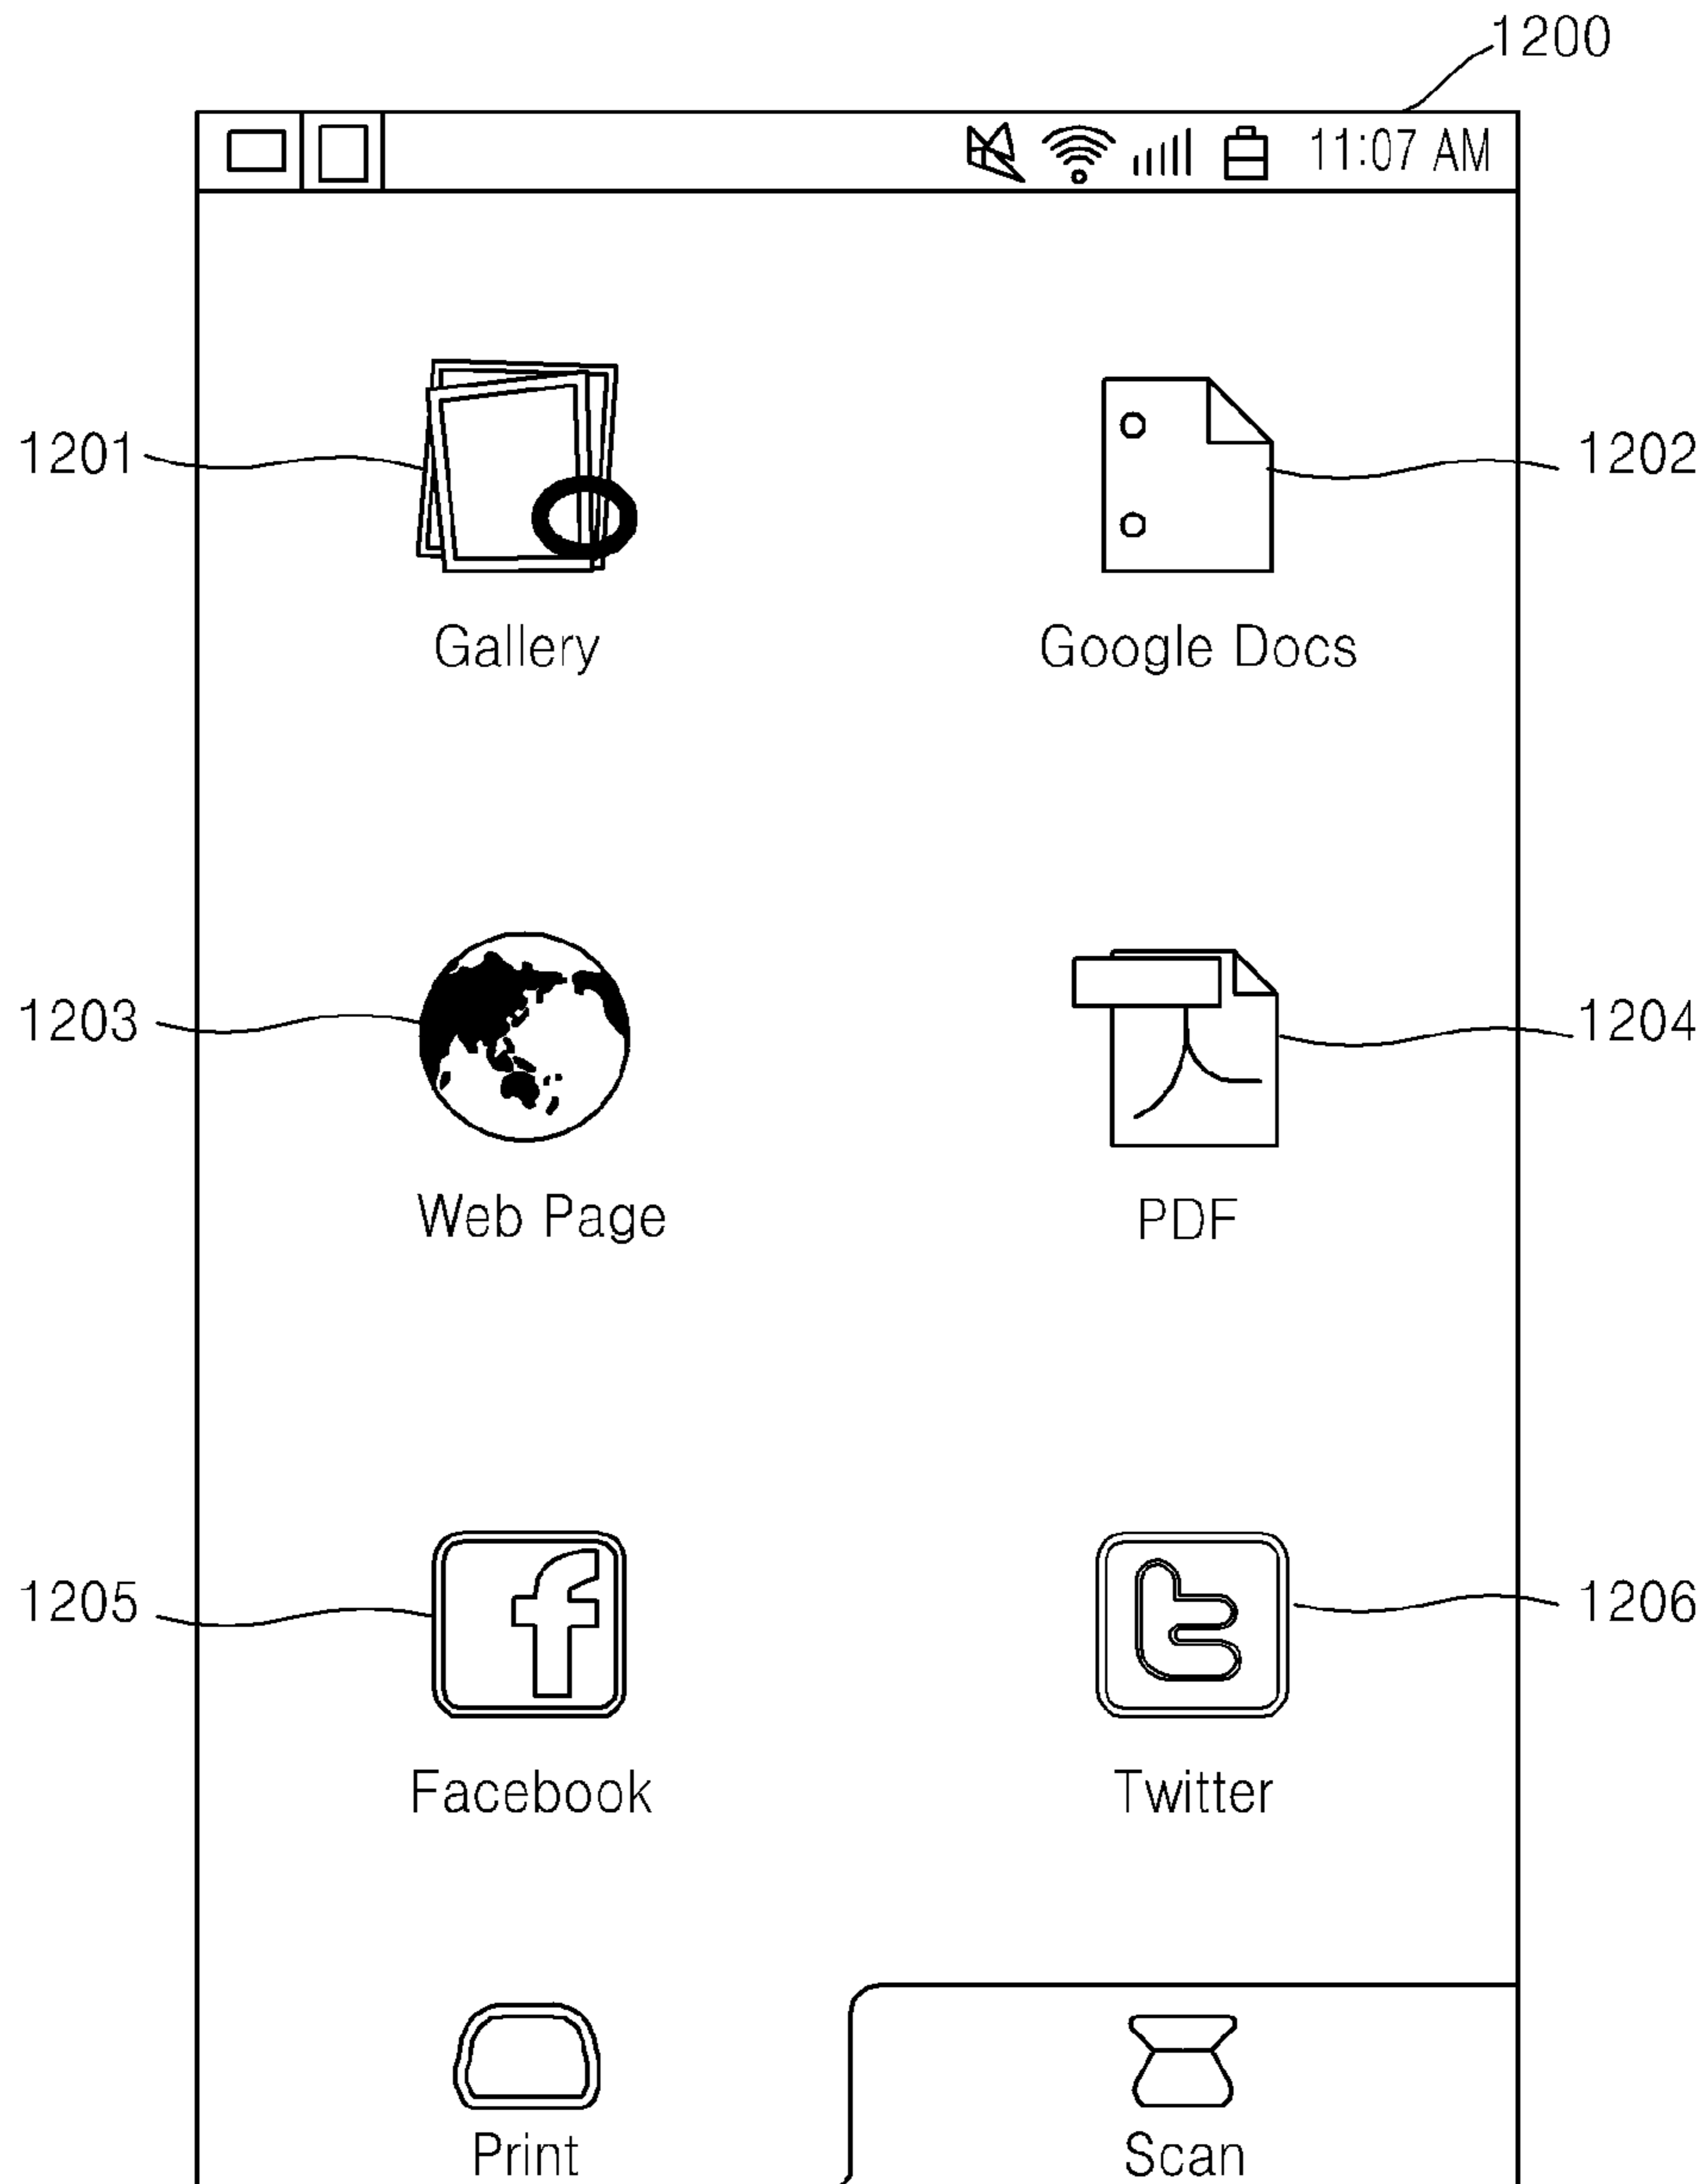 1200
11:07 AM
1201
1202
Gallery
Google Docs
1203
1204
Web Page
PDF
1205
1206
Facebook
Twitter
Print
Scan